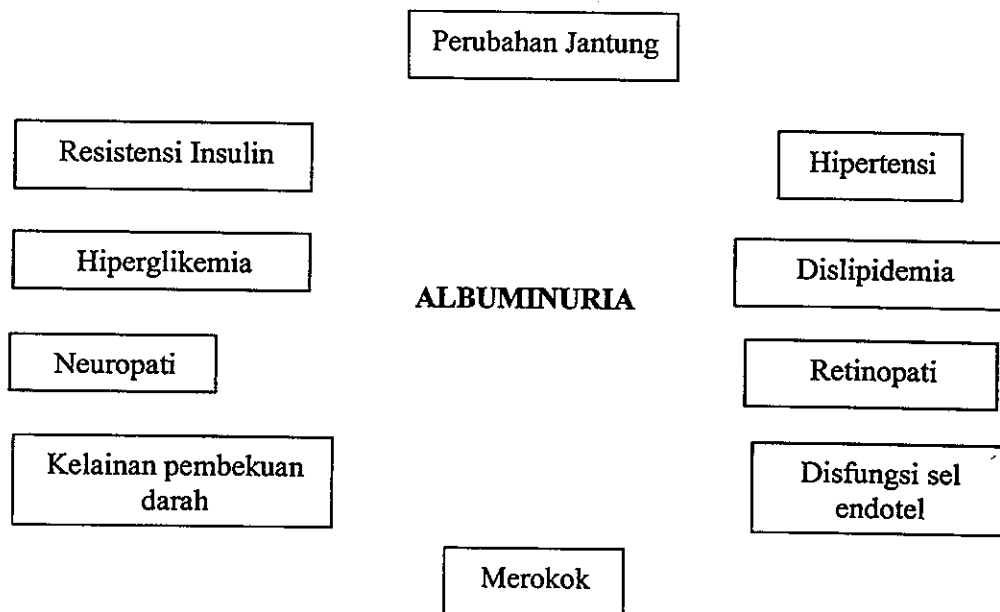 Perubahan Jantung
Resistensi Insulin
Hipertensi
Hiperglikemia
Dislipidemia
ALBUMINURIA
Neuropati
Retinopati
Kelainan pembekuan
darah
Disfungsi sel
endotel
Merokok